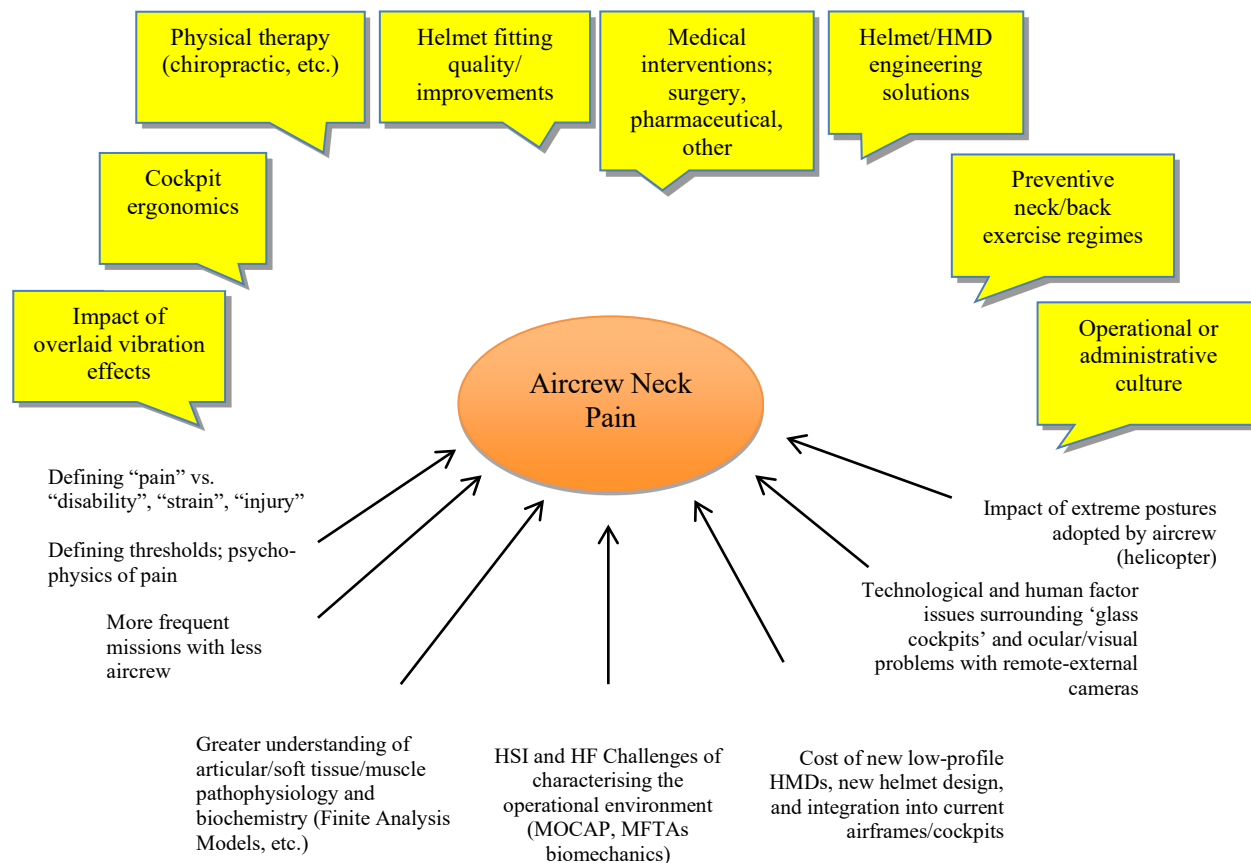 Physical therapy
(chiropractic, etc.)
Helmet fitting
quality/
improvements
Medical
interventions;
surgery,
pharmaceutical,
other
Helmet/HMD
engineering
solutions
Cockpit
ergonomics
Preventive
neck/back
exercise regimes
Impact of
overlaid vibration
effects
Operational or
administrative
culture
Aircrew Neck
Pain
Defining “pain” vs.
“disability”, “strain”, “injury”
Defining thresholds; psycho-
physics of pain
More frequent
missions with less
aircrew
Greater understanding of
articular/soft tissue/muscle
pathophysiology and
biochemistry (Finite Analysis
Models, etc.)
HSI and HF Challenges of
characterising the
operational environment
(MOCAP, MFTAs
biomechanics)
Cost of new low-profile
HMDs, new helmet design,
and integration into current
airframes/cockpits
Technological and human factor
issues surrounding ‘glass
cockpits’ and ocular/visual
problems with remote-external
cameras
Impact of extreme postures
adopted by aircrew
(helicopter)